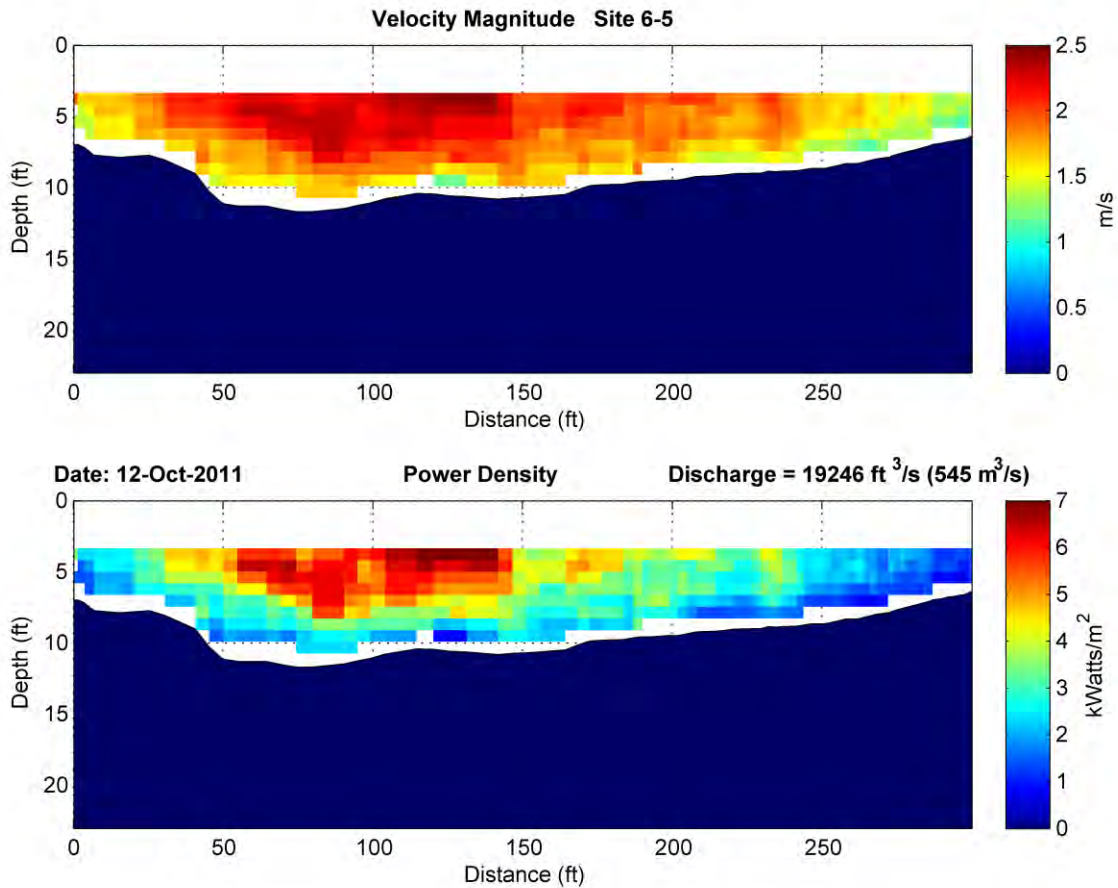 Velocity Magnitude   Site 6-5
0
5
10
15
20
Depth (ft)
0 50 100 150 200 250
Distance (ft)
2.5
2
1.5
1
0.5
0
m/s
Date: 12-Oct-2011 Power Density Discharge = 19246 ft ³/s (545 m³/s)
0
5
10
15
20
Depth (ft)
0 50 100 150 200 250
Distance (ft)
7
6
5
4
3
2
1
0
kWatts/m²